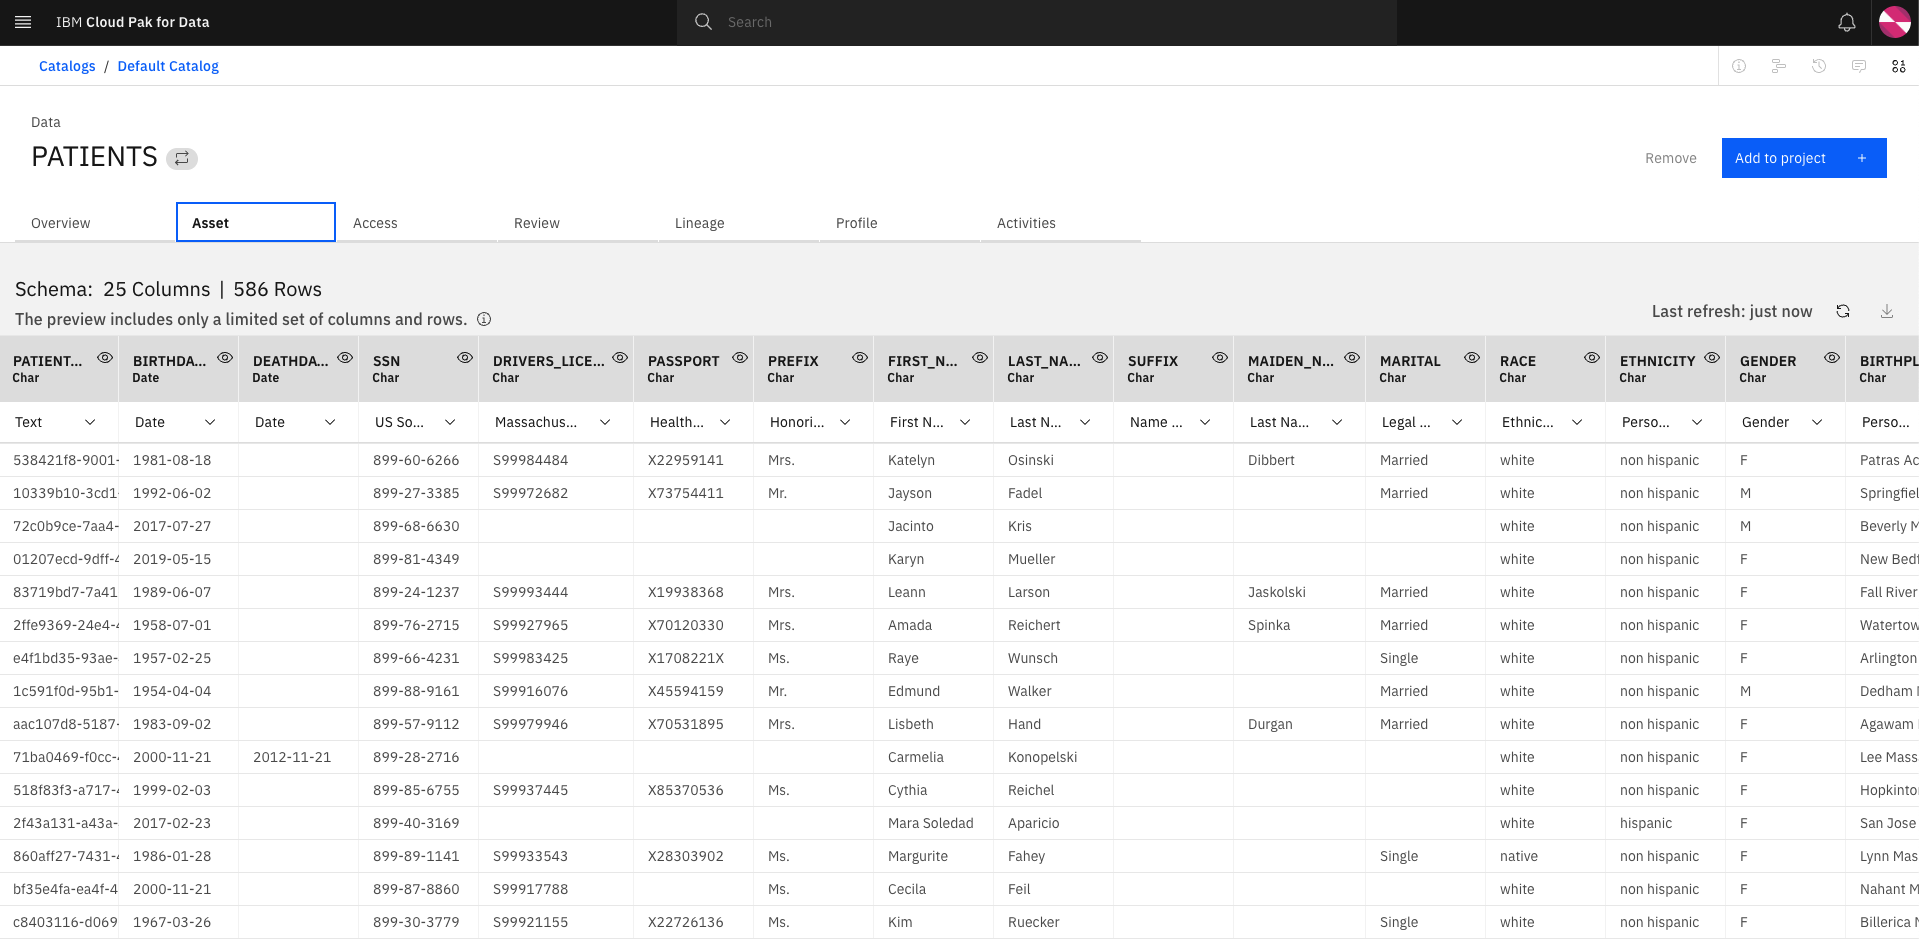 IBM Cloud Pak for Data Search
Catalogs / Default Catalog
Data
PATIENTS
Remove Add to project +
Overview Asset Access Review Lineage Profile Activities
Schema: 25 Columns | 586 Rows
The preview includes only a limited set of columns and rows.
Last refresh: just now
PATIENT... BIRTHDA... DEATHDA... SSN DRIVERS_LICE... PASSPORT PREFIX FIRST_N... LAST_NA... SUFFIX MAIDEN_N... MARITAL RACE ETHNICITY GENDER BIRTHPL
Char Date Date Char Char Char Char Char Char Char Char Char Char Char Char Char
Text Date Date US So... Massachus... Health... Honori... First N... Last N... Name ... Last Na... Legal ... Ethnic... Perso... Gender Perso...
538421f8-9001- 1981-08-18 899-60-6266 S99984484 X22959141 Mrs. Katelyn Osinski Dibbert Married white non hispanic F Patras Ac
10339b10-3cd1- 1992-06-02 899-27-3385 S99972682 X73754411 Mr. Jayson Fadel Married white non hispanic M Springfiel
72c0b9ce-7aa4- 2017-07-27 899-68-6630 Jacinto Kris white non hispanic M Beverly M
01207ecd-9dff-4 2019-05-15 899-81-4349 Karyn Mueller white non hispanic F New Bedf
83719bd7-7a41 1989-06-07 899-24-1237 S99993444 X19938368 Mrs. Leann Larson Jaskolski Married white non hispanic F Fall River
2ffe9369-24e4-4 1958-07-01 899-76-2715 S99927965 X70120330 Mrs. Amada Reichert Spinka Married white non hispanic F Watertow
e4f1bd35-93ae- 1957-02-25 899-66-4231 S99983425 X1708221X Ms. Raye Wunsch Single white non hispanic F Arlington
1c591f0d-95b1- 1954-04-04 899-88-9161 S99916076 X45594159 Mr. Edmund Walker Married white non hispanic M Dedham
aac107d8-5187- 1983-09-02 899-57-9112 S99979946 X70531895 Mrs. Lisbeth Hand Durgan Married white non hispanic F Agawam
71ba0469-f0cc- 2000-11-21 2012-11-21 899-28-2716 Carmelia Konopelski white non hispanic F Lee Mass
518f83f3-a717-4 1999-02-03 899-85-6755 S99937445 X85370536 Ms. Cythia Reichel white non hispanic F Hopkinto
2f43a131-a43a- 2017-02-23 899-40-3169 Mara Soledad Aparicio white hispanic F San Jose
860aff27-7431-4 1986-01-28 899-89-1141 S99933543 X28303902 Ms. Margurite Fahey Single native non hispanic F Lynn Mas
bf35e4fa-ea4f-4 2000-11-21 899-87-8860 S99917788 Ms. Cecila Feil white non hispanic F Nahant M
c8403116-d069 1967-03-26 899-30-3779 S99921155 X22726136 Ms. Kim Ruecker Single white non hispanic F Billerica